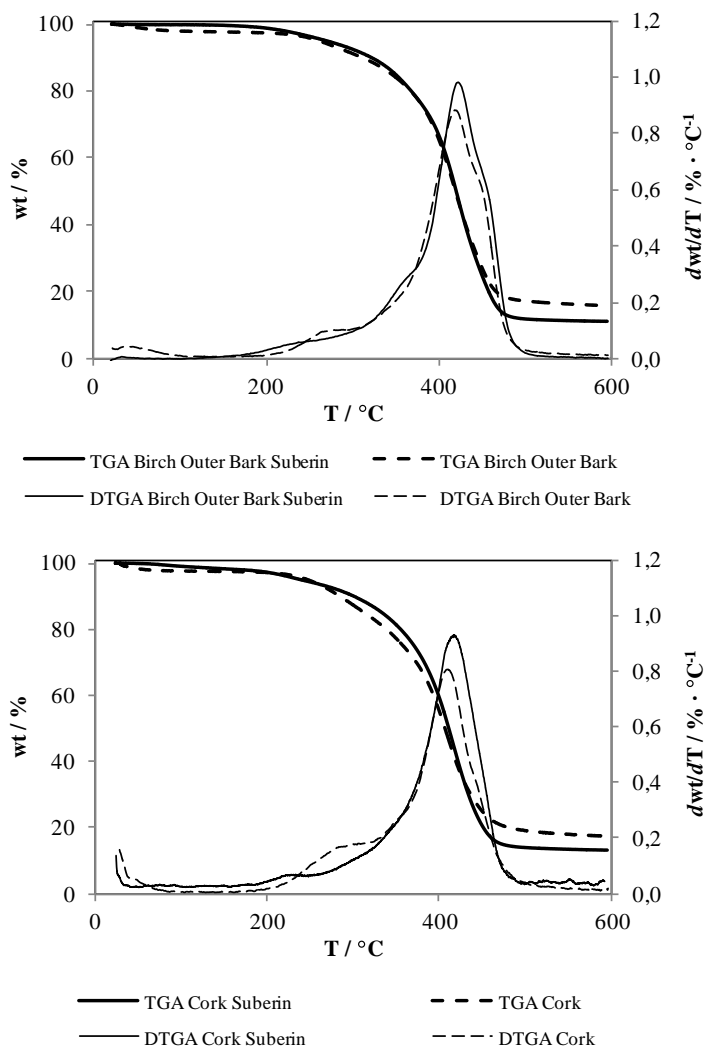 100
80
60
40
20
0
wt / %
1,2
1,0
0,8
0,6
0,4
0,2
0,0
dwt/dT / % · °C-1
0
200
400
600
T / °C
TGA Birch Outer Bark Suberin
TGA Birch Outer Bark
DTGA Birch Outer Bark Suberin
DTGA Birch Outer Bark
100
80
60
40
20
0
wt / %
1,2
1,0
0,8
0,6
0,4
0,2
0,0
dwt/dT / % · °C-1
0
200
400
600
T / °C
TGA Cork Suberin
TGA Cork
DTGA Cork Suberin
DTGA Cork